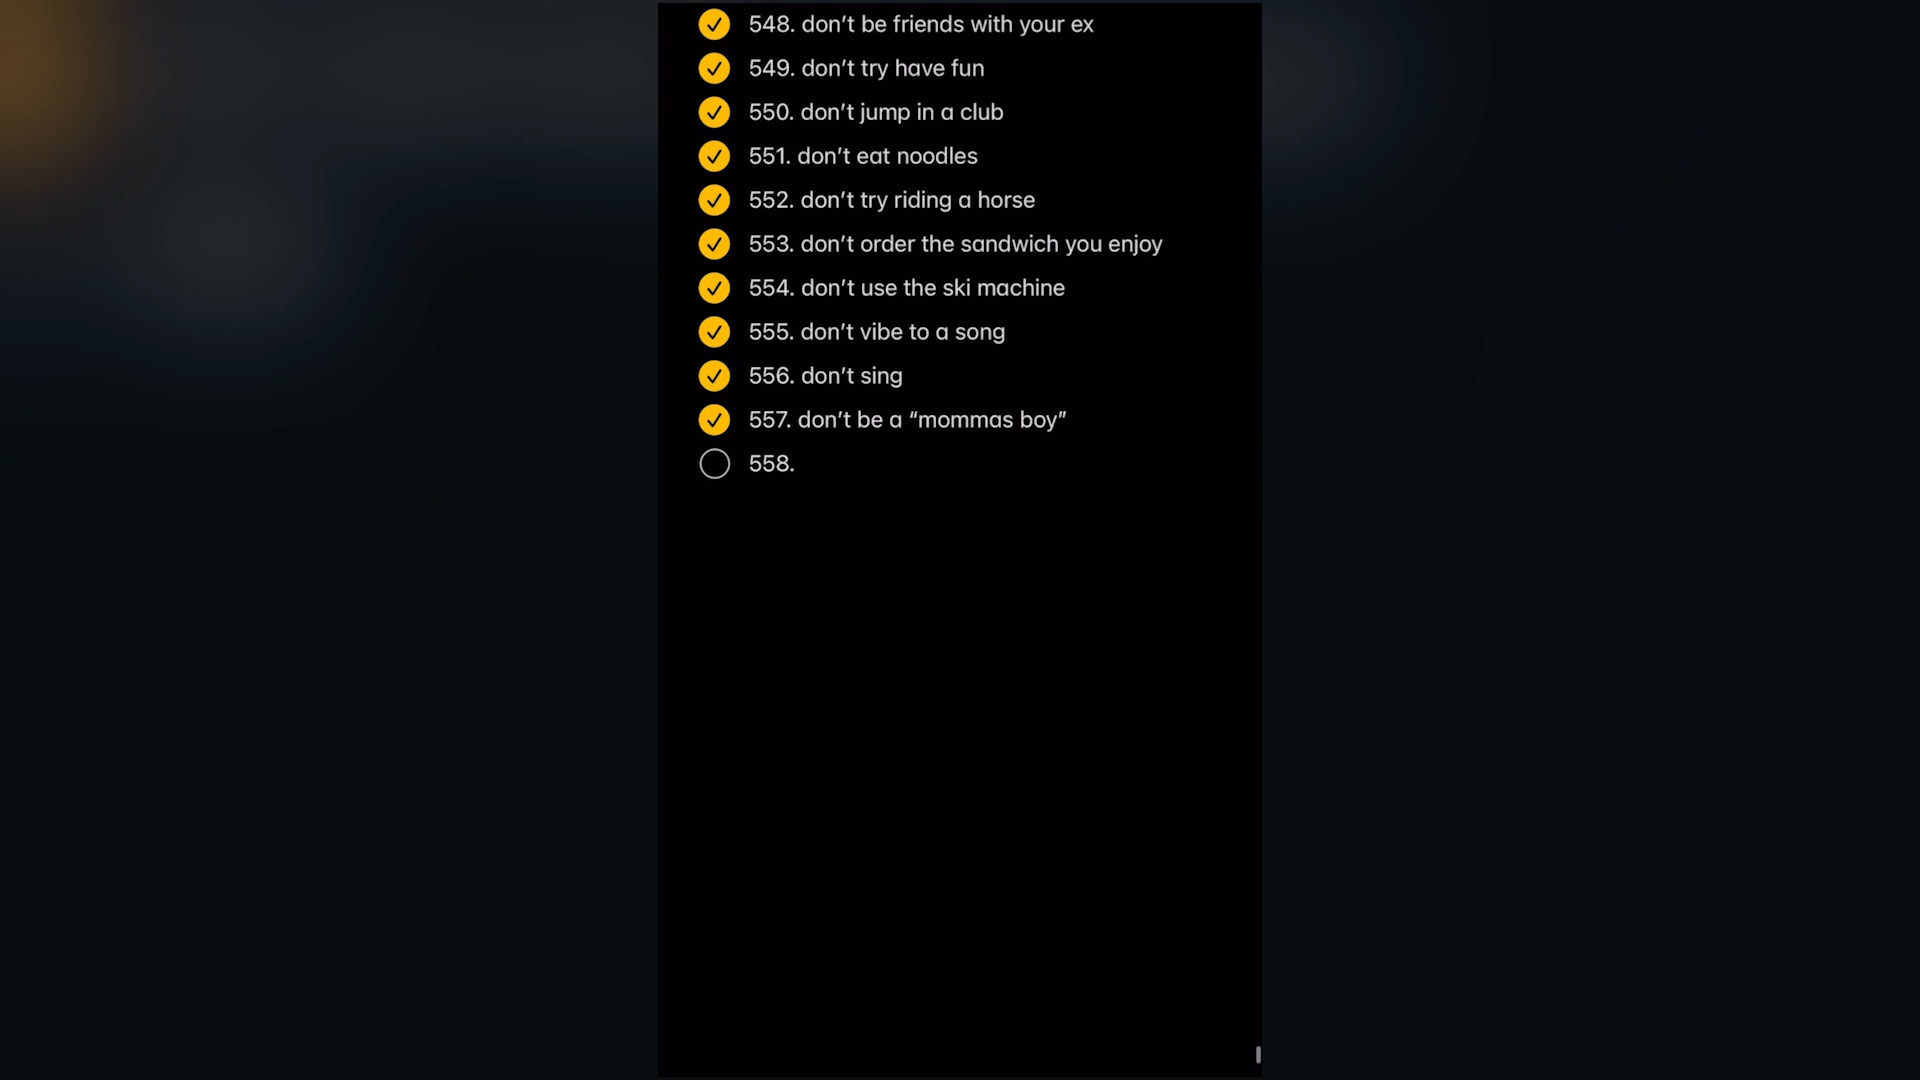 548. don’t be friends with your ex
549. don’t try have fun
550. don’t jump in a club
551. don’t eat noodles
552. don’t try riding a horse
553. don’t order the sandwich you enjoy
554. don’t use the ski machine
555. don’t vibe to a song
556. don’t sing
557. don’t be a “mommas boy”
558.